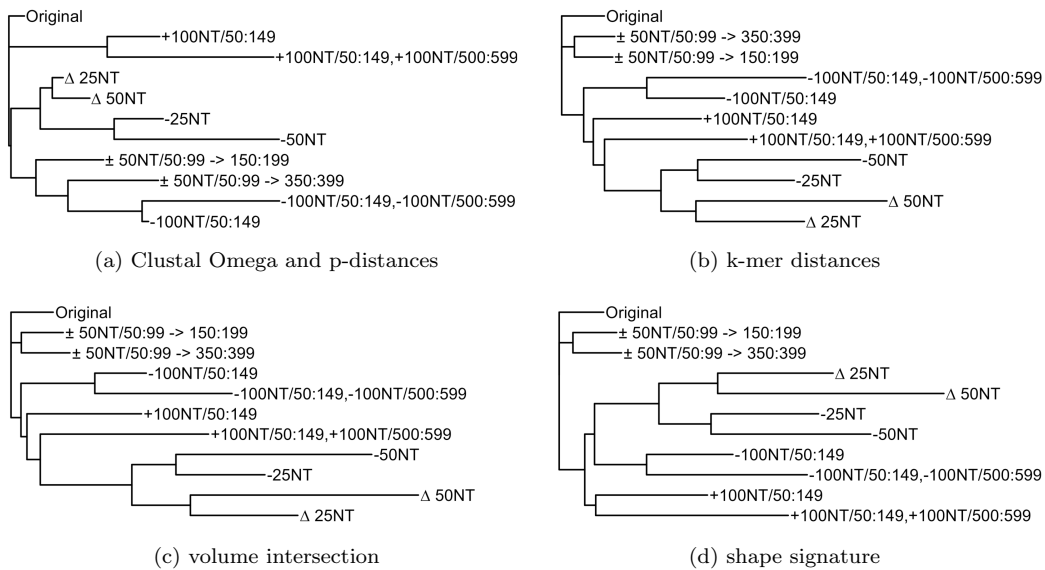 Original
+100NT/50:149
+100NT/50:149,+100NT/500:599
Δ 25NT
Δ 50NT
-25NT
-50NT
± 50NT/50:99 -> 150:199
± 50NT/50:99 -> 350:399
-100NT/50:149,-100NT/500:599
-100NT/50:149
(a) Clustal Omega and p-distances
Original
± 50NT/50:99 -> 350:399
± 50NT/50:99 -> 150:199
-100NT/50:149,-100NT/500:599
-100NT/50:149
+100NT/50:149
+100NT/50:149,+100NT/500:599
-50NT
-25NT
Δ 50NT
Δ 25NT
(b) k-mer distances
Original
± 50NT/50:99 -> 150:199
± 50NT/50:99 -> 350:399
-100NT/50:149
-100NT/50:149,-100NT/500:599
+100NT/50:149
+100NT/50:149,+100NT/500:599
-50NT
-25NT
Δ 50NT
Δ 25NT
(c) volume intersection
Original
± 50NT/50:99 -> 150:199
± 50NT/50:99 -> 350:399
Δ 25NT
Δ 50NT
-25NT
-50NT
-100NT/50:149
-100NT/50:149,-100NT/500:599
+100NT/50:149
+100NT/50:149,+100NT/500:599
(d) shape signature